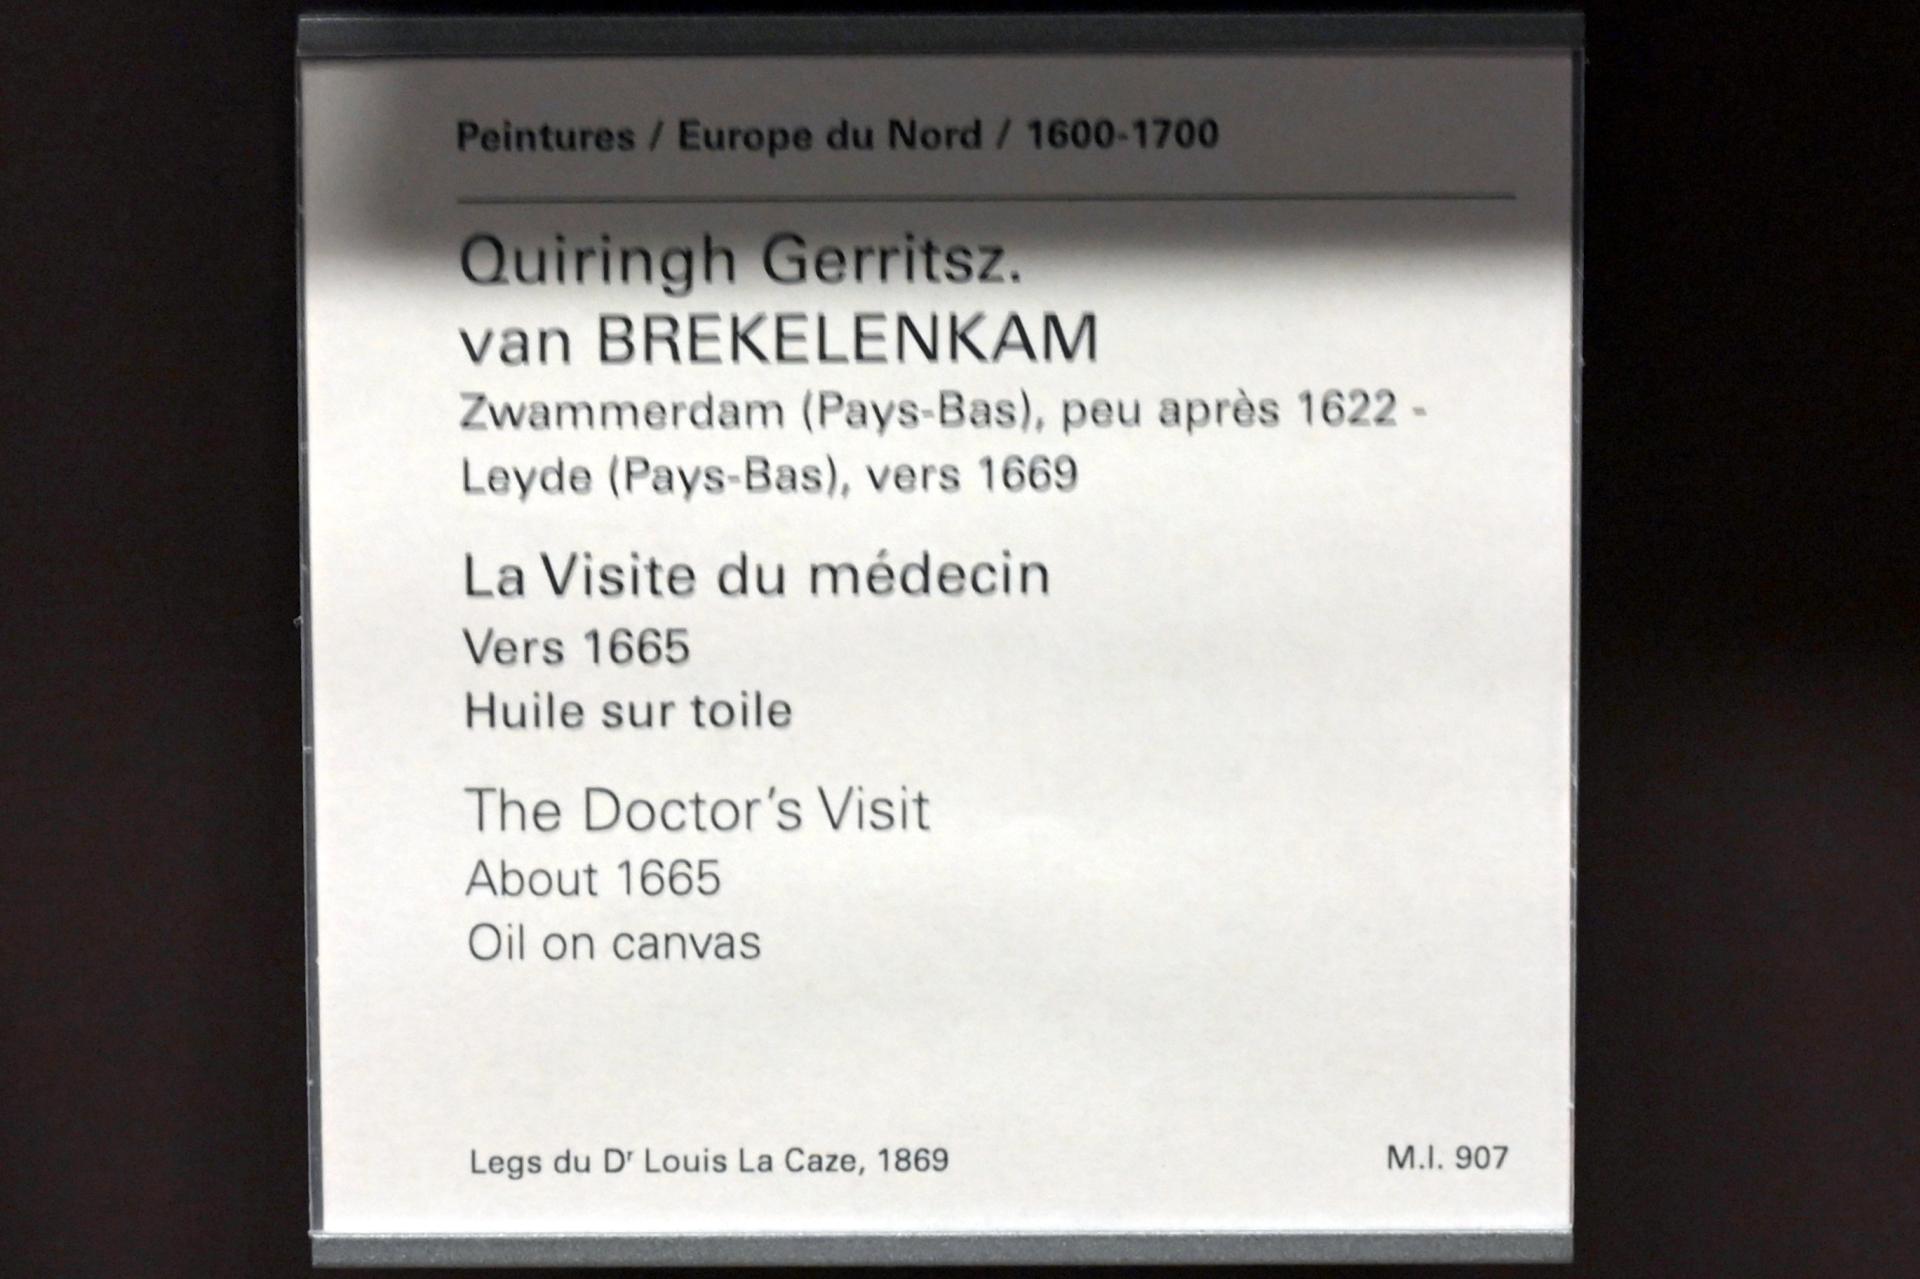 Peintures / Europe du Nord / 1600-1700
Quiringh Gerritsz.
van BREKELENKAM
Zwammerdam (Pays-Bas), peu après 1622 -
Leyde (Pays-Bas), vers 1669
La Visite du médecin
Vers 1665
Huile sur toile
The Doctor's Visit
About 1665
Oil on canvas
Legs du Dʳ Louis La Caze, 1869
M.I. 907